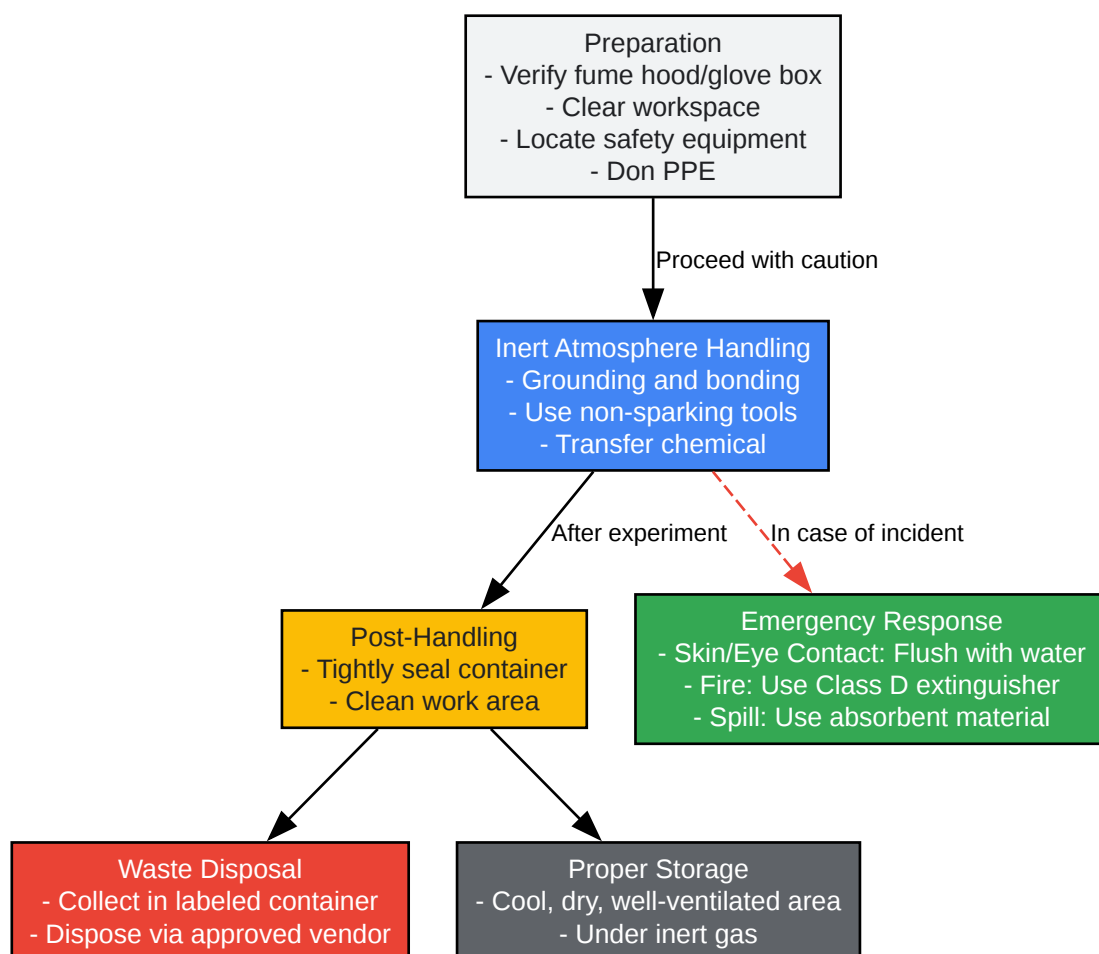 Preparation
- Verify fume hood/glove box
- Clear workspace
- Locate safety equipment
- Don PPE
Proceed with caution
Inert Atmosphere Handling
- Grounding and bonding
- Use non-sparking tools
- Transfer chemical
After experiment
In case of incident
Post-Handling
- Tightly seal container
- Clean work area
Emergency Response
- Skin/Eye Contact: Flush with water
- Fire: Use Class D extinguisher
- Spill: Use absorbent material
Waste Disposal
- Collect in labeled container
- Dispose via approved vendor
Proper Storage
- Cool, dry, well-ventilated area
- Under inert gas